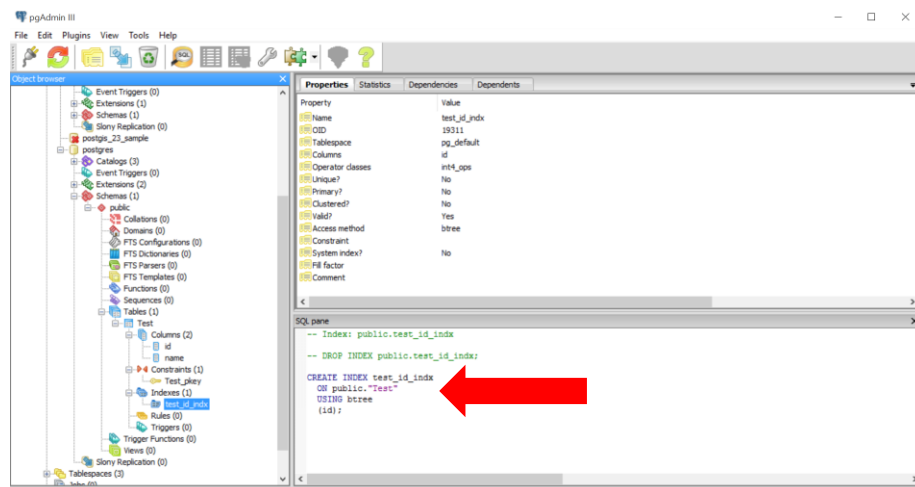 pgAdmin III
File Edit Plugins View Tools Help
SQL
Object browser
Properties Statistics Dependencies Dependents
Event Triggers (0)
Extensions (1)
Schemas (1)
Slony Replication (0)
postgis_23_sample
postgres
Catalogs (3)
Event Triggers (0)
Extensions (2)
Schemas (1)
public
Collations (0)
Domains (0)
FTS Configurations (0)
FTS Dictionaries (0)
FTS Parsers (0)
FTS Templates (0)
Functions (0)
Sequences (0)
Tables (1)
Test
Columns (2)
id
name
Constraints (1)
Test_pkey
Indexes (1)
test_id_indx
Rules (0)
Triggers (0)
Trigger Functions (0)
Views (0)
Slony Replication (0)
Tablespaces (3)
Jobs (0)
Property Value
Name test_id_indx
OID 19311
Tablespace pg_default
Columns id
Operator classes int4_ops
Unique? No
Primary? No
Clustered? No
Valid? Yes
Access method btree
Constraint
System index? No
Fill factor
Comment
SQL pane
-- Index: public.test_id_indx
-- DROP INDEX public.test_id_indx;
CREATE INDEX test_id_indx
ON public."Test"
USING btree
(id);